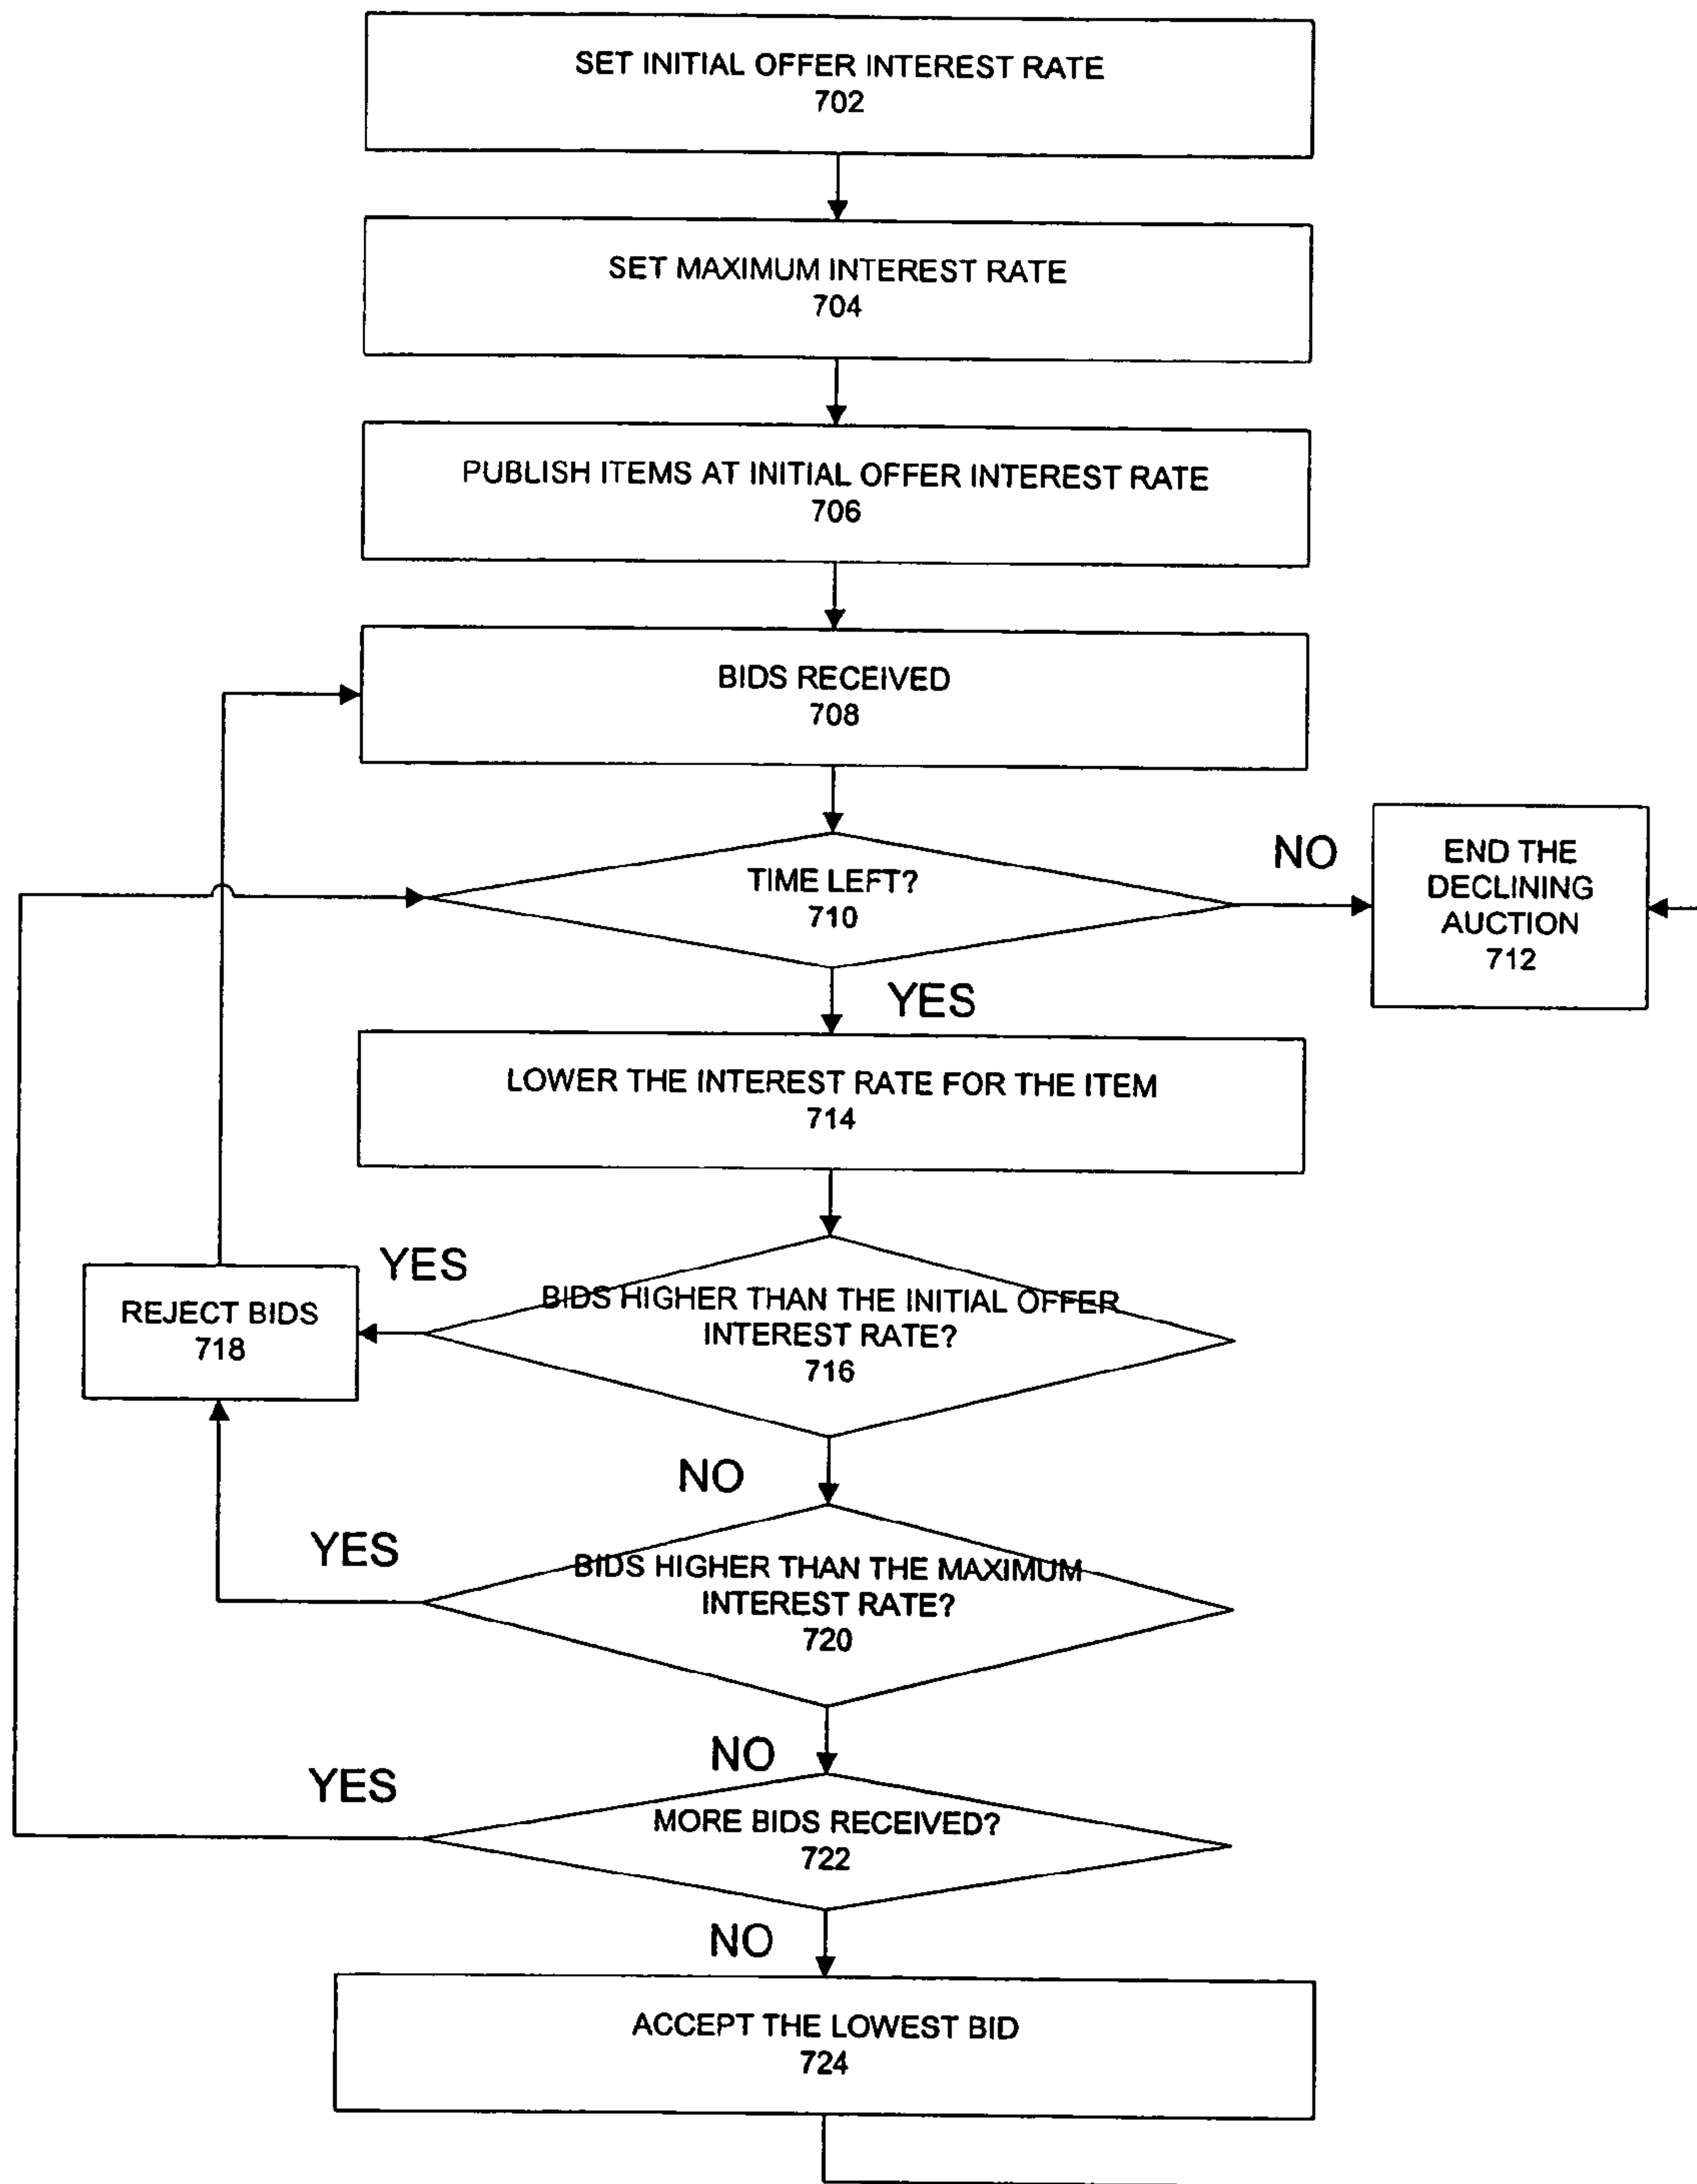 SET INITIAL OFFER INTEREST RATE
702
SET MAXIMUM INTEREST RATE
704
PUBLISH ITEMS AT INITIAL OFFER INTEREST RATE
706
BIDS RECEIVED
708
TIME LEFT?
710
NO
END THE
DECLINING
AUCTION
712
YES
LOWER THE INTEREST RATE FOR THE ITEM
714
YES
BIDS HIGHER THAN THE INITIAL OFFER
INTEREST RATE?
716
REJECT BIDS
718
NO
YES
BIDS HIGHER THAN THE MAXIMUM
INTEREST RATE?
720
NO
YES
MORE BIDS RECEIVED?
722
NO
ACCEPT THE LOWEST BID
724